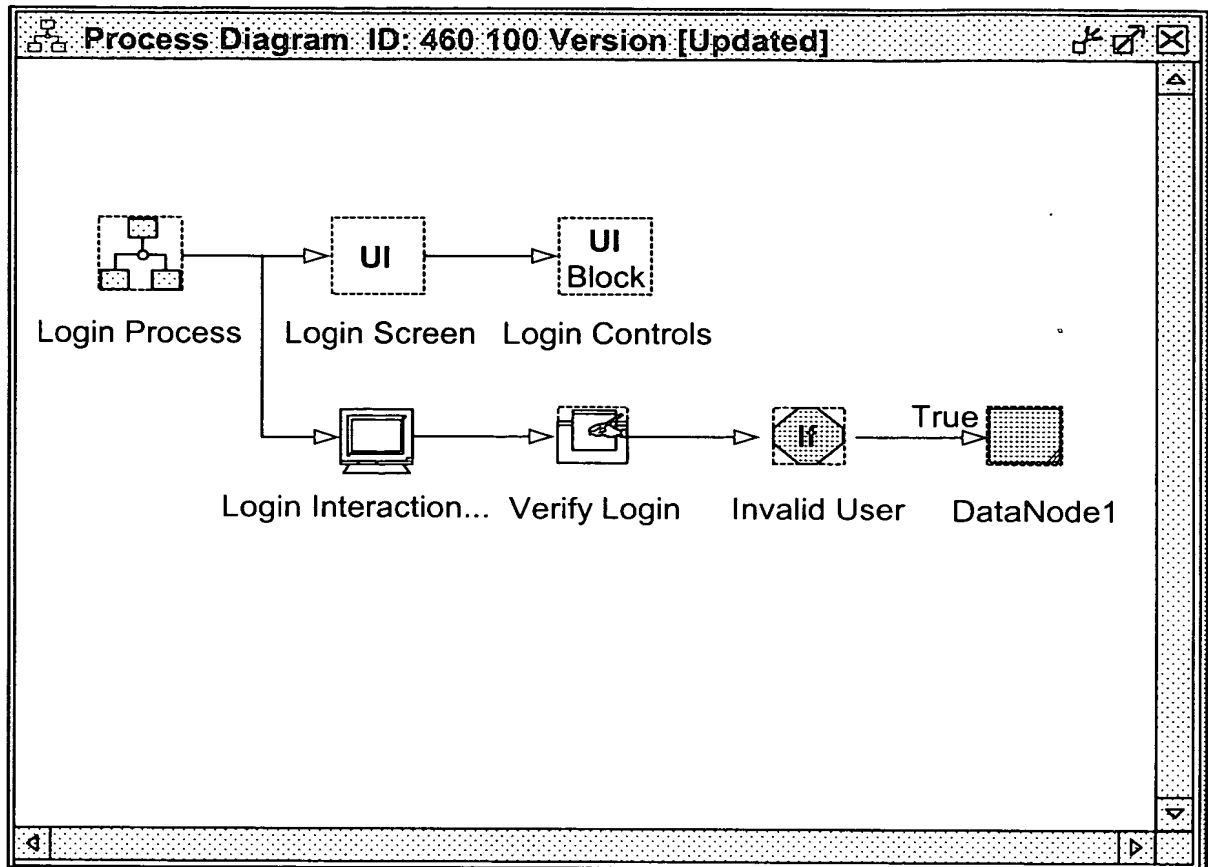 Process Diagram ID: 460 100 Version [Updated]
UI
UI
Block
Login Process
Login Screen
Login Controls
True
If
Login Interaction...
Verify Login
Invalid User
DataNode1